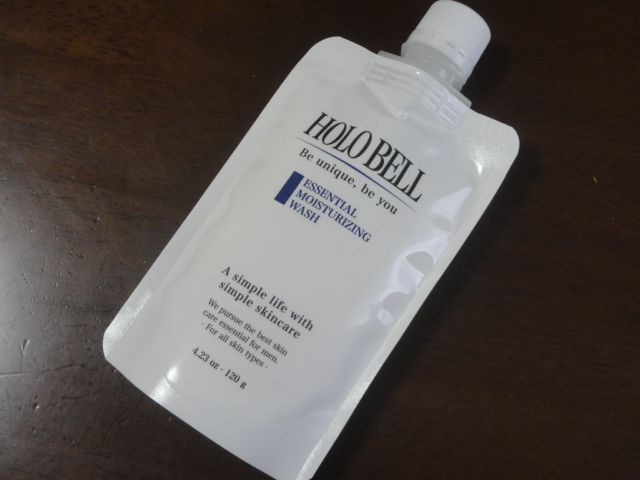 HOLO BELL
Be unique, be you
ESSENTIAL
MOISTURIZING
WASH
A simple life with
simple skincare
We pursue the best skin
care essential for men.
- For all skin types -
4.23 oz - 120 g